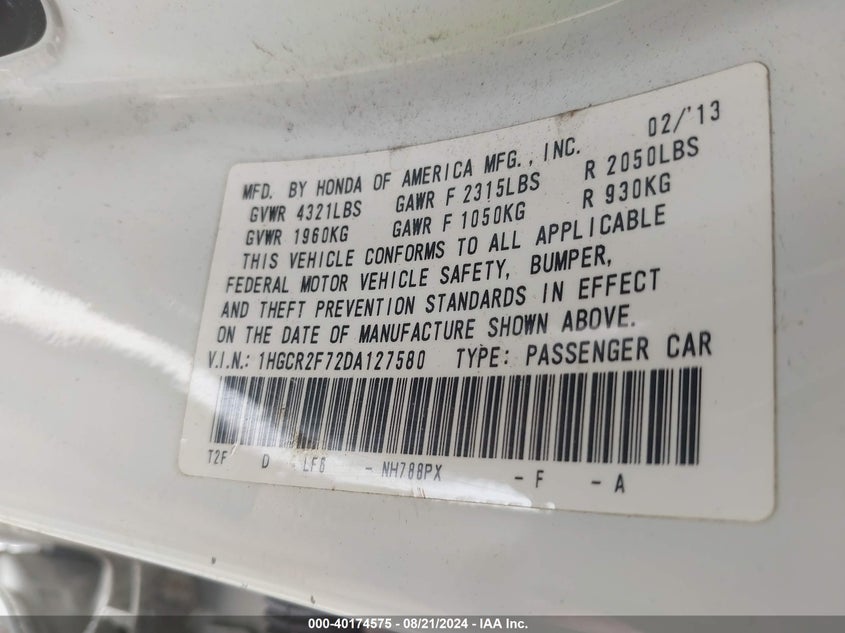 02/'13
MFD. BY HONDA OF AMERICA MFG., INC.
GVWR 4321LBS GAWR F 2315LBS R 2050LBS
GVWR 1960KG GAWR F 1050KG R 930KG
THIS VEHICLE CONFORMS TO ALL APPLICABLE
FEDERAL MOTOR VEHICLE SAFETY, BUMPER,
AND THEFT PREVENTION STANDARDS IN EFFECT
ON THE DATE OF MANUFACTURE SHOWN ABOVE.
V.I.N.: 1HGCR2F72DA127580 TYPE: PASSENGER CAR
T2F D LF6 - NH788PX - F - A
000-40174575 - 08/21/2024 - IAA Inc.